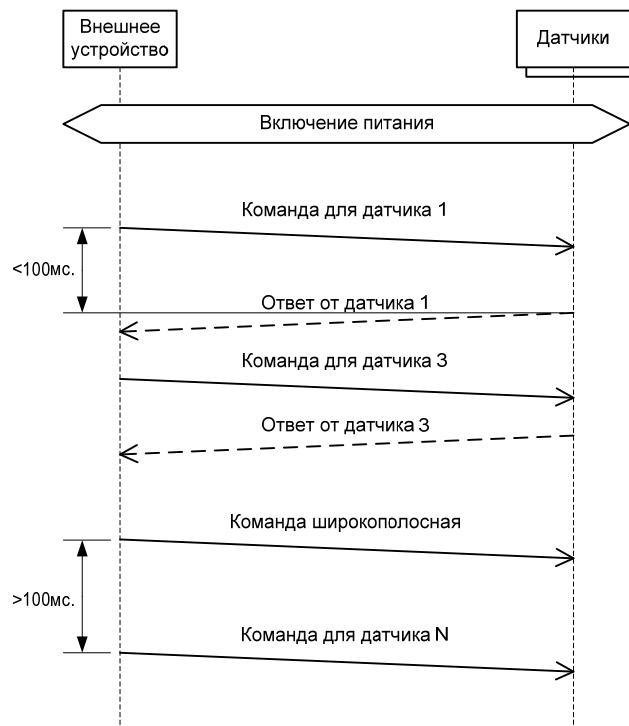 Внешнее
устройство
Датчики
Включение питания
Команда для датчика 1
<100мс.
Ответ от датчика 1
Команда для датчика 3
Ответ от датчика 3
Команда широкополосная
>100мс.
Команда для датчика N